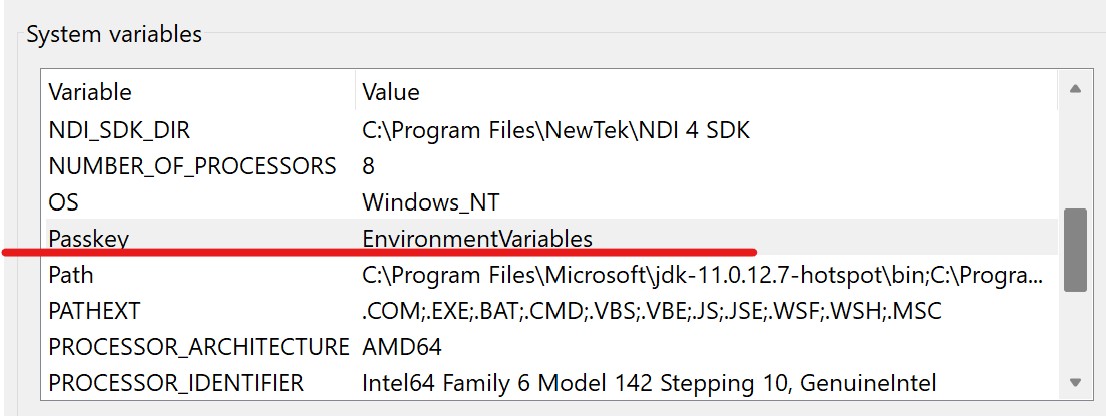 System variables
Variable Value
NDI_SDK_DIR C:\Program Files\NewTek\NDI 4 SDK
NUMBER_OF_PROCESSORS 8
OS Windows_NT
Passkey EnvironmentVariables
Path C:\Program Files\Microsoft\jdk-11.0.12.7-hotspot\bin;C:\Progra...
PATHEXT .COM;.EXE;.BAT;.CMD;.VBS;.VBE;.JS;.JSE;.WSF;.WSH;.MSC
PROCESSOR_ARCHITECTURE AMD64
PROCESSOR_IDENTIFIER Intel64 Family 6 Model 142 Stepping 10, GenuineIntel